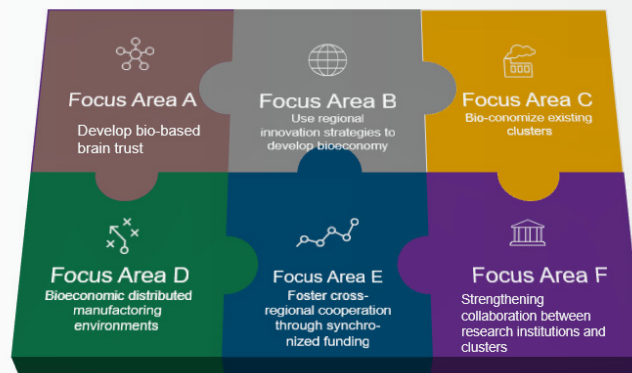 Focus Area A
Develop bio-based
brain trust
Focus Area B
Use regional
innovation strategies to
develop bioeconomy
Focus Area C
Bio-conomize existing
clusters
Focus Area D
Bioeconomic distributed
manufactoring
environments
Focus Area E
Foster cross-
regional cooperation
through synchro-
nized funding
Focus Area F
Strengthening
collaboration between
research institutions and
clusters